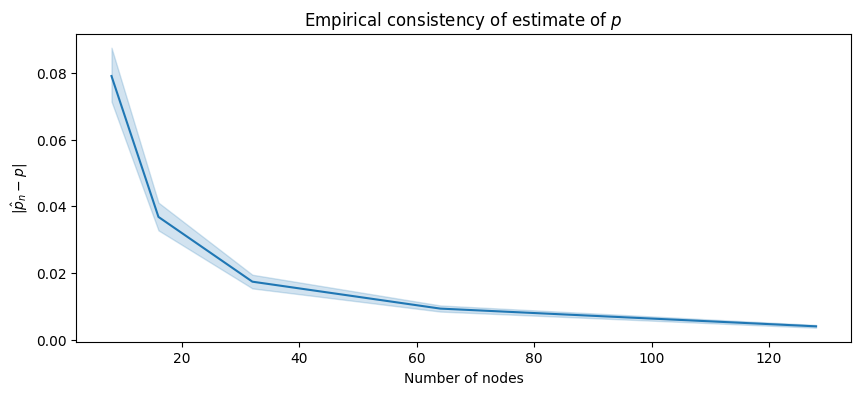 Empirical consistency of estimate of p
0.08
0.06
0.04
0.02
0.00
|p̂ₙ − p|
20 40 60 80 100 120
Number of nodes